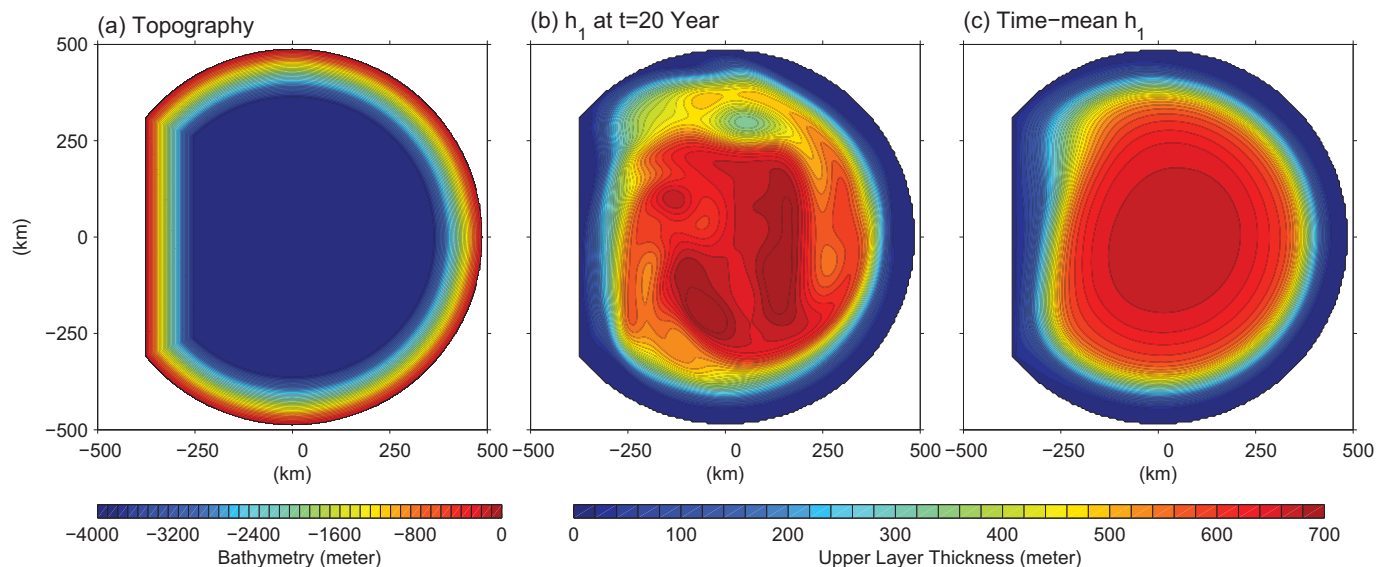 (a) Topography
(b) h1 at t=20 Year
(c) Time−mean h1
500
250
0
−250
−500
(km)
−500 −250 0 250 500
(km)
−500 −250 0 250 500
(km)
−500 −250 0 250 500
(km)
−4000 −3200 −2400 −1600 −800 0
Bathymetry (meter)
0 100 200 300 400 500 600 700
Upper Layer Thickness (meter)